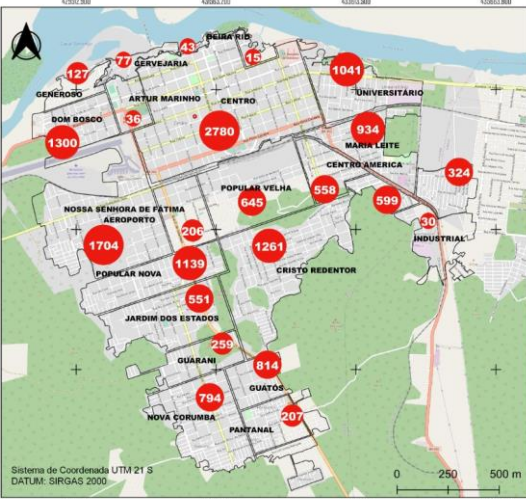 43
BEIRA RIO
77
15
CERVEJARIA
127
1041
GENEROSO
UNIVERSITÁRIO
ARTUR MARINHO
CENTRO
DOM BOSCO
36
2780
934
1300
MARIA LEITE
CENTRO AMERICA
324
POPULAR VELHA
558
645
599
NOSSA SENHORA DE FÁTIMA
AEROPORTO
206
30
1704
1261
INDUSTRIAL
1139
POPULAR NOVA
CRISTO REDENTOR
551
JARDIM DOS ESTADOS
259
GUARANI
814
GUATÓS
794
NOVA CORUMBA
207
PANTANAL
Sistema de Coordenada UTM 21 S
DATUM: SIRGAS 2000
0 250 500 m